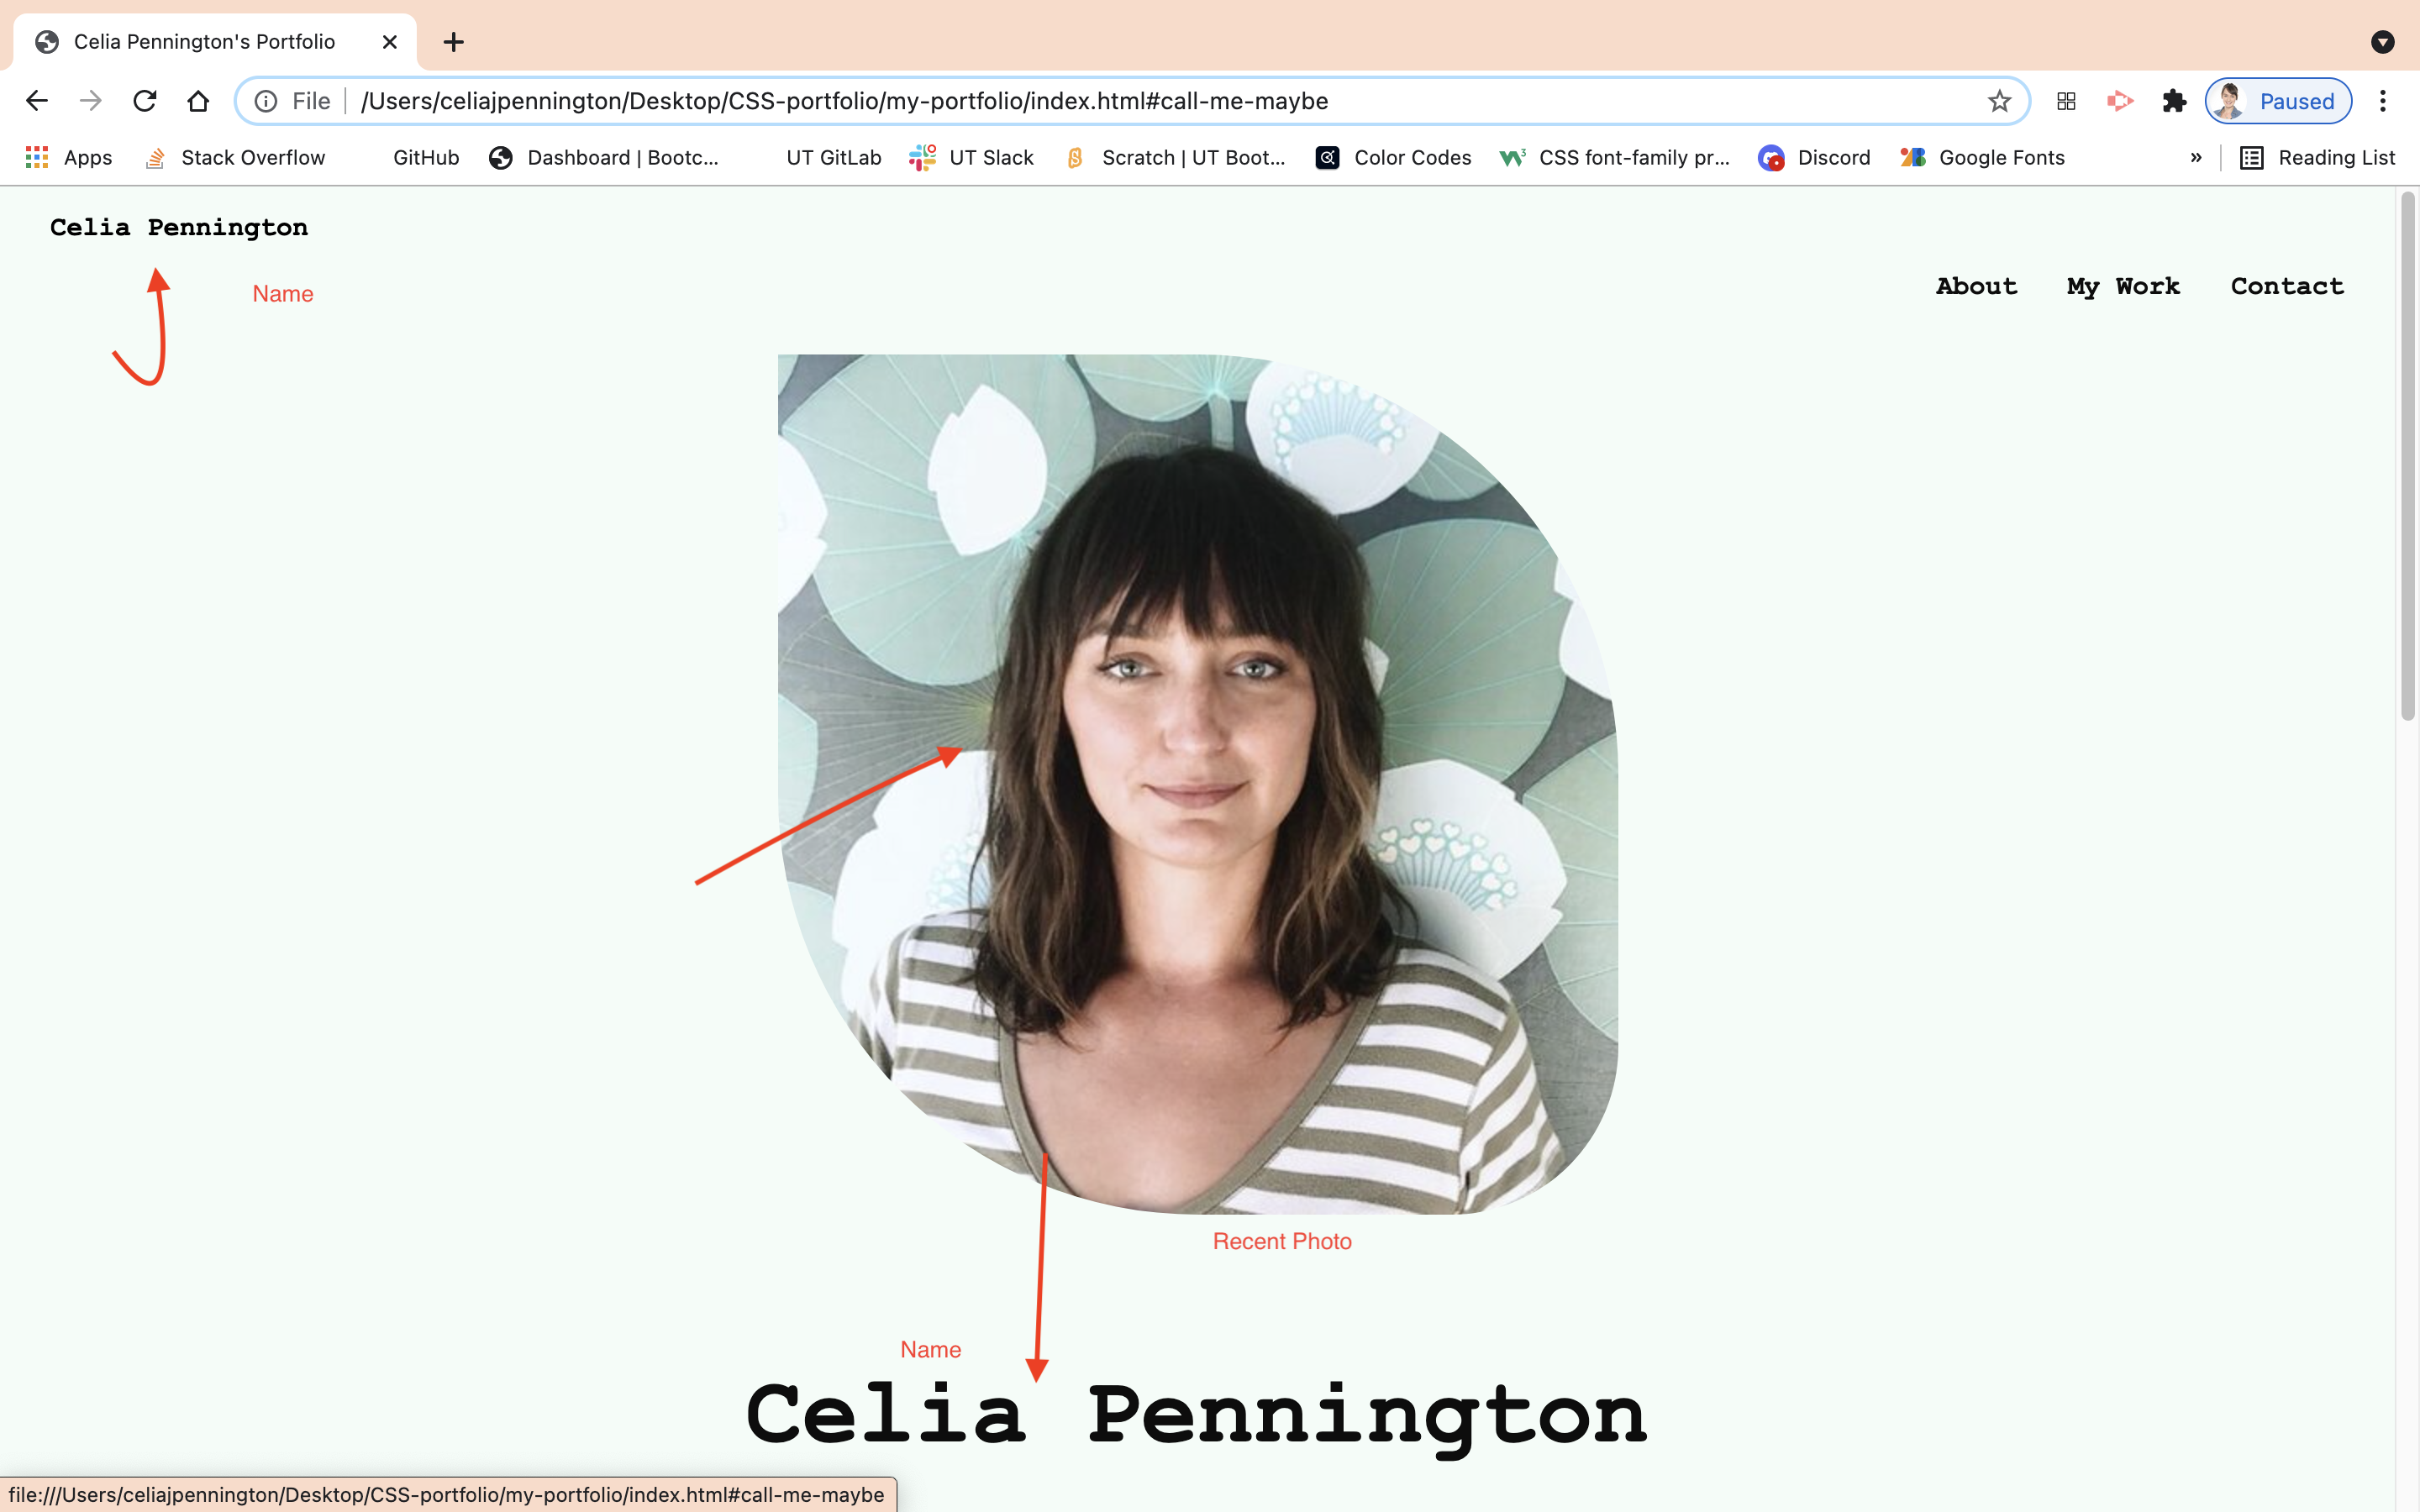 Celia Pennington's Portfolio
File /Users/celiajpennington/Desktop/CSS-portfolio/my-portfolio/index.html#call-me-maybe
Paused
Apps Stack Overflow GitHub Dashboard | Bootc... UT GitLab UT Slack Scratch | UT Boot... Color Codes CSS font-family pr... Discord Google Fonts » Reading List
Celia Pennington
Name
About My Work Contact
Recent Photo
Name
Celia Pennington
file:///Users/celiajpennington/Desktop/CSS-portfolio/my-portfolio/index.html#call-me-maybe